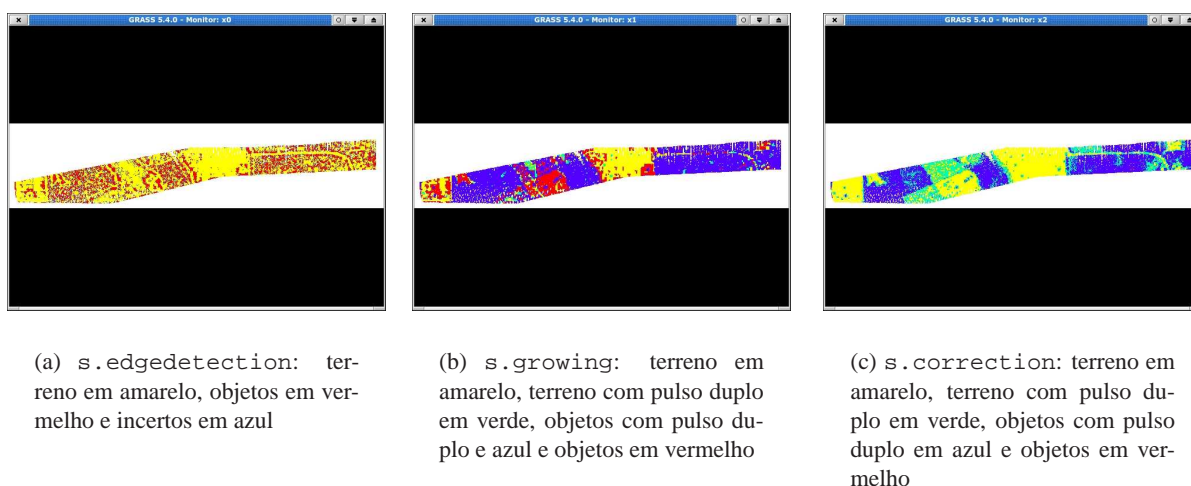 GRASS 5.4.0 - Monitor: x0
GRASS 5.4.0 - Monitor: x1
GRASS 5.4.0 - Monitor: x2
(a) s.edgedetection: ter-
reno em amarelo, objetos em ver-
melho e incertos em azul
(b) s.growing: terreno em
amarelo, terreno com pulso duplo
em verde, objetos com pulso du-
plo e azul e objetos em vermelho
(c) s.correction: terreno em
amarelo, terreno com pulso du-
plo em verde, objetos com pulso
duplo em azul e objetos em ver-
melho